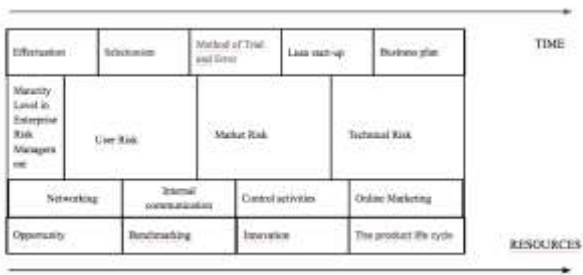 Effectuation
Selectionism
Method of Trial
and Error
Lean start-up
Business plan
TIME
Maturity
Level in
Enterprise
Risk
Managem
ent
User Risk
Market Risk
Technical Risk
Networking
Internal
communication
Control activities
Online Marketing
Opportunity
Benchmarking
Innovation
The product life cycle
RESOURCES